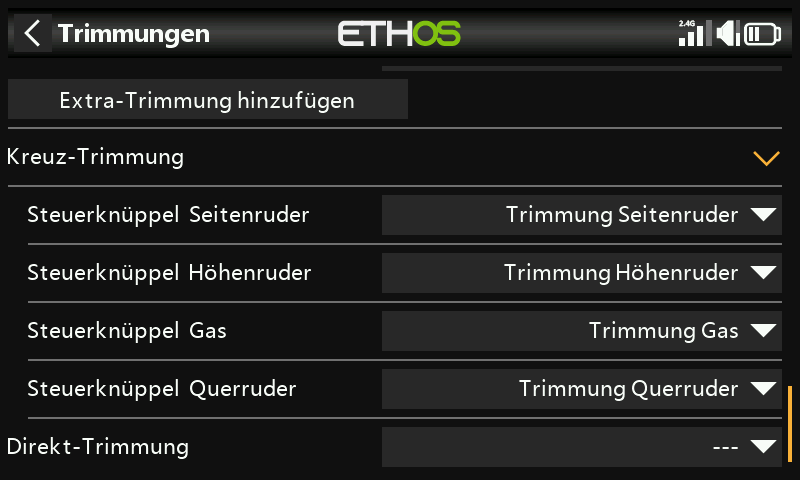 Trimmungen
ETHOS
2.4G
Extra-Trimmung hinzufügen
Kreuz-Trimmung
Steuerknüppel Seitenruder Trimmung Seitenruder
Steuerknüppel Höhenruder Trimmung Höhenruder
Steuerknüppel Gas Trimmung Gas
Steuerknüppel Querruder Trimmung Querruder
Direkt-Trimmung ---